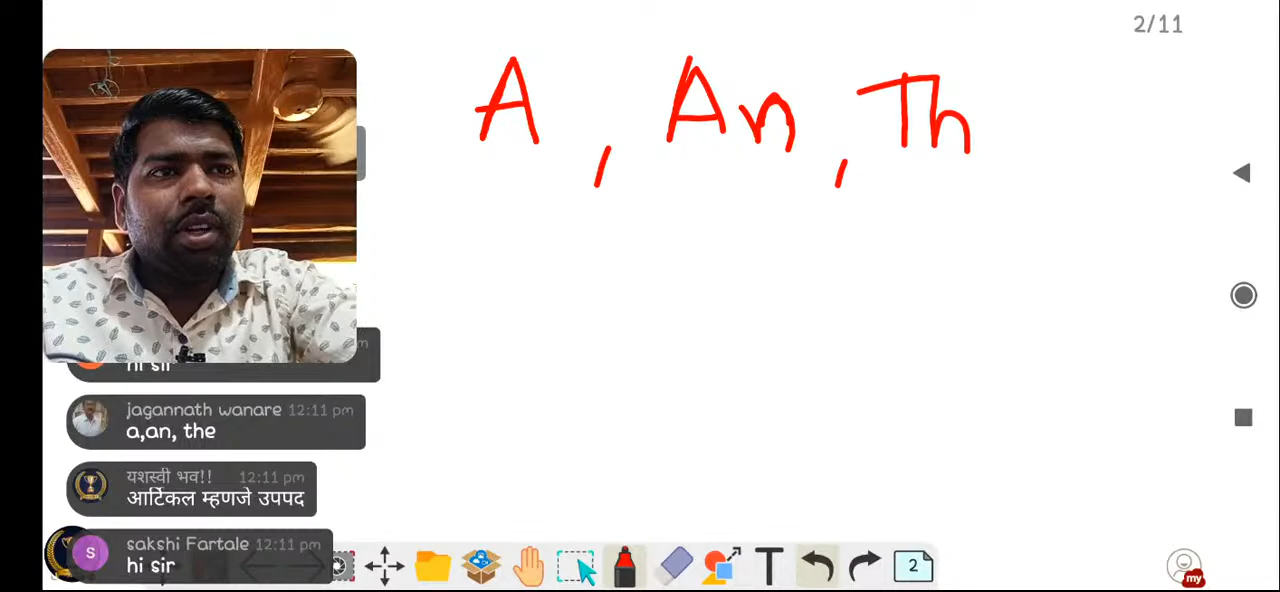 2/11
A, An, Th
hi sir
jagannath wanare 12:11 pm
a,an, the
यशस्वी भव!! 12:11 pm
आर्टिकल म्हणजे उपपद
S
sakshi Fartale 12:11 pm
hi sir
T
2
my